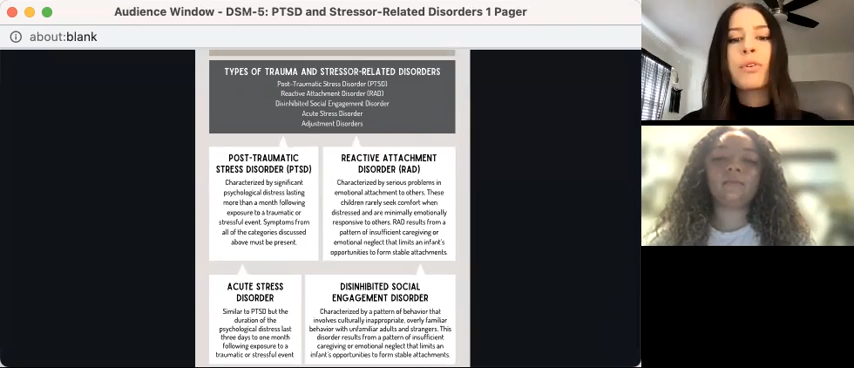 Audience Window - DSM-5: PTSD and Stressor-Related Disorders 1 Pager
about:blank
TYPES OF TRAUMA AND STRESSOR-RELATED DISORDERS
Post-Traumatic Stress Disorder (PTSD)
Reactive Attachment Disorder (RAD)
Disinhibited Social Engagement Disorder
Acute Stress Disorder
Adjustment Disorders
POST-TRAUMATIC
STRESS DISORDER (PTSD)
Characterized by significant
psychological distress lasting
more than a month following
exposure to a traumatic or
stressful event. Symptoms from
all of the categories discussed
above must be present.
REACTIVE ATTACHMENT
DISORDER (RAD)
Characterized by serious problems in
emotional attachment to others. These
children rarely seek comfort when
distressed and are minimally emotionally
responsive to others. RAD results from a
pattern of insufficient caregiving or
emotional neglect that limits an infant's
opportunities to form stable attachments.
ACUTE STRESS
DISORDER
Similar to PTSD but the
duration of the
psychological distress last
three days to one month
following exposure to a
traumatic or stressful event
DISINHIBITED SOCIAL
ENGAGEMENT DISORDER
Characterized by a pattern of behavior that
involves culturally inappropriate, overly familiar
behavior with unfamiliar adults and strangers. This
disorder results from a pattern of insufficient
caregiving or emotional neglect that limits an
infant's opportunities to form stable attachments.